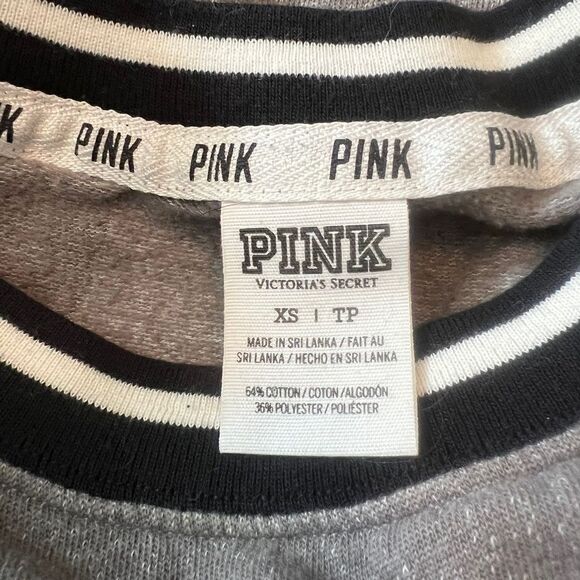 K PINK PINK PINK PINK
PINK
VICTORIA'S SECRET
XS | TP
MADE IN SRI LANKA / FAIT AU
SRI LANKA / HECHO EN SRI LANKA
64% COTTON / COTON / ALGODÓN
36% POLYESTER / POLIÉSTER